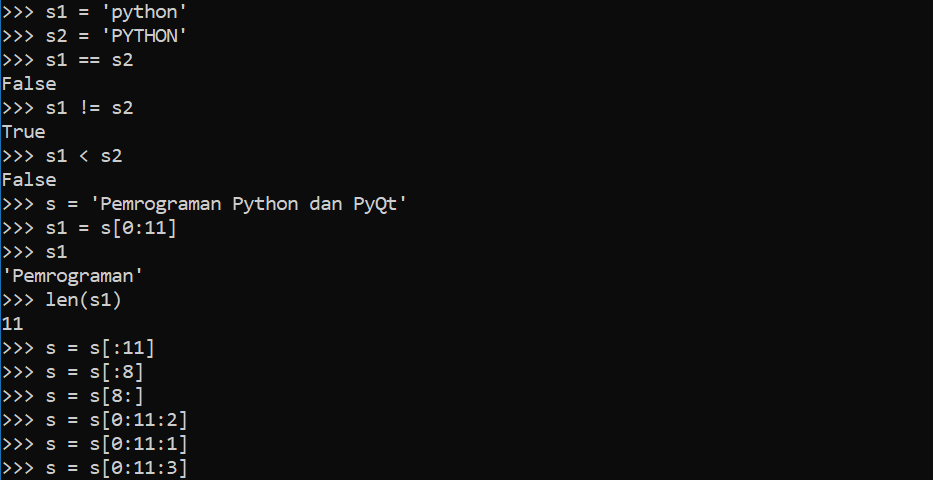 >>> s1 = 'python'
>>> s2 = 'PYTHON'
>>> s1 == s2
False
>>> s1 != s2
True
>>> s1 < s2
False
>>> s = 'Pemrograman Python dan PyQt'
>>> s1 = s[0:11]
>>> s1
'Pemrograman'
>>> len(s1)
11
>>> s = s[:11]
>>> s = s[:8]
>>> s = s[8:]
>>> s = s[0:11:2]
>>> s = s[0:11:1]
>>> s = s[0:11:3]